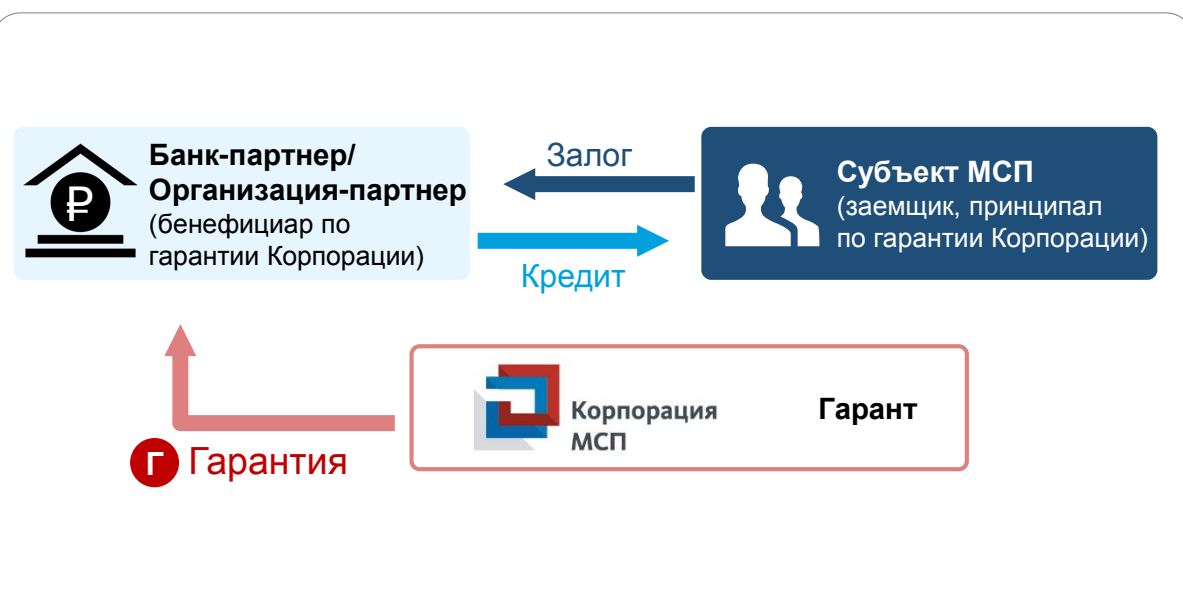 Банк-партнер/
Организация-партнер
(бенефициар по
гарантии Корпорации)
₽
Залог
Кредит
Субъект МСП
(заемщик, принципал
по гарантии Корпорации)
Корпорация
МСП
Гарант
Г Гарантия